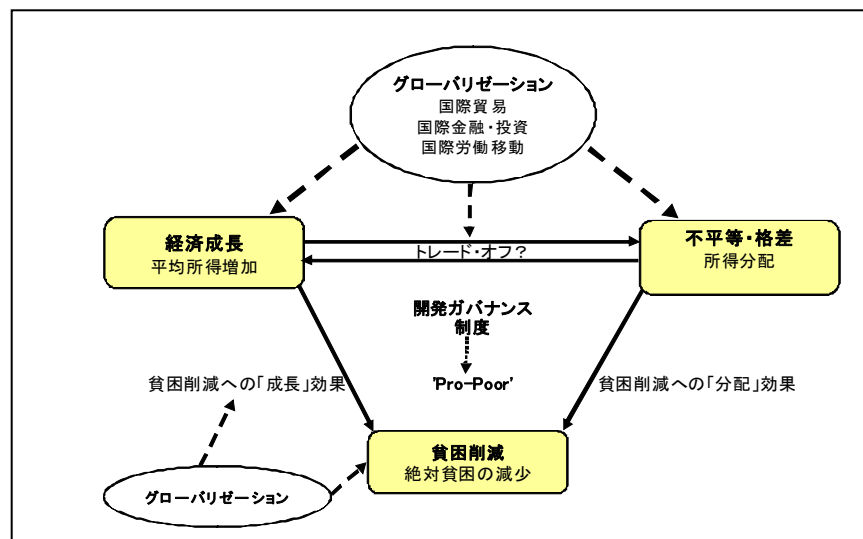 グローバリゼーション
国際貿易
国際金融・投資
国際労働移動
経済成長
平均所得増加
トレード・オフ?
不平等・格差
所得分配
開発ガバナンス
制度
'Pro-Poor'
貧困削減への「成長」効果
貧困削減への「分配」効果
貧困削減
絶対貧困の減少
グローバリゼーション